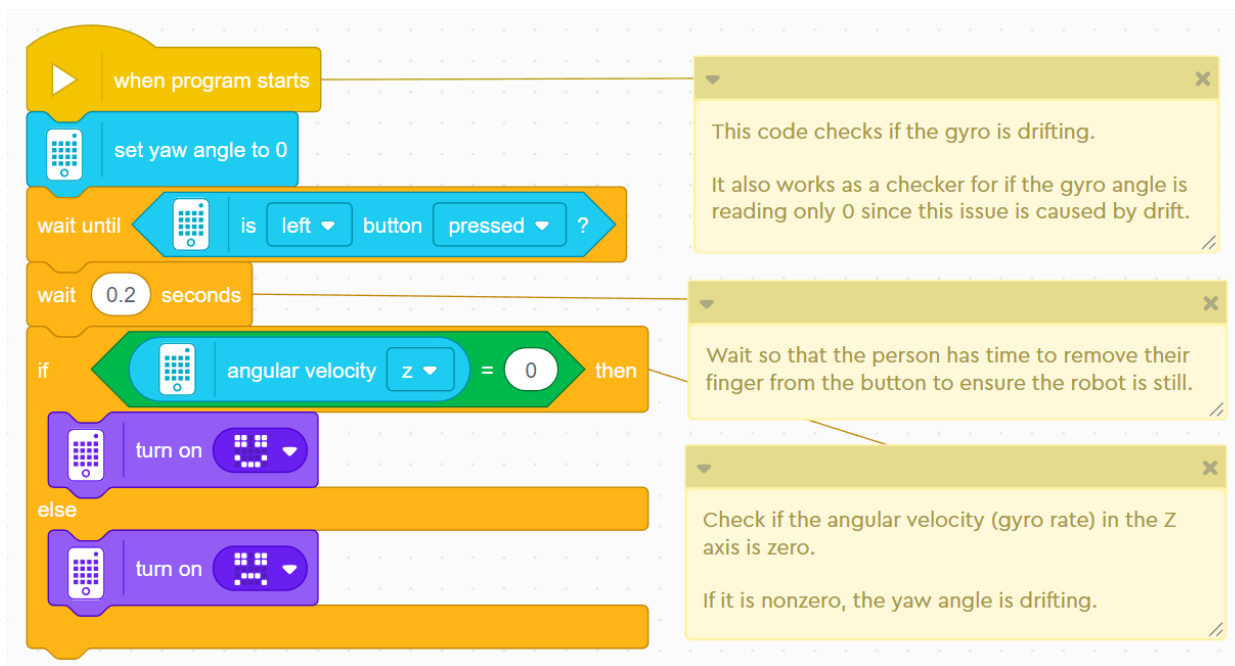 when program starts
set yaw angle to 0
wait until is left button pressed ?
wait 0.2 seconds
if angular velocity z = 0 then
turn on
else
turn on
This code checks if the gyro is drifting.
It also works as a checker for if the gyro angle is
reading only 0 since this issue is caused by drift.
Wait so that the person has time to remove their
finger from the button to ensure the robot is still.
Check if the angular velocity (gyro rate) in the Z
axis is zero.
If it is nonzero, the yaw angle is drifting.